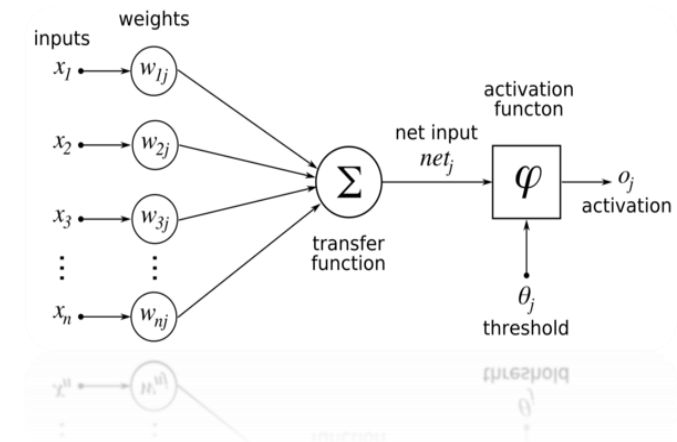 weights
inputs
x1
w1j
activation
functon
x2
w2j
net input
netj
Σ
φ
oj
activation
x3
w3j
transfer
function
⋮ ⋮
θj
xn
wnj
threshold